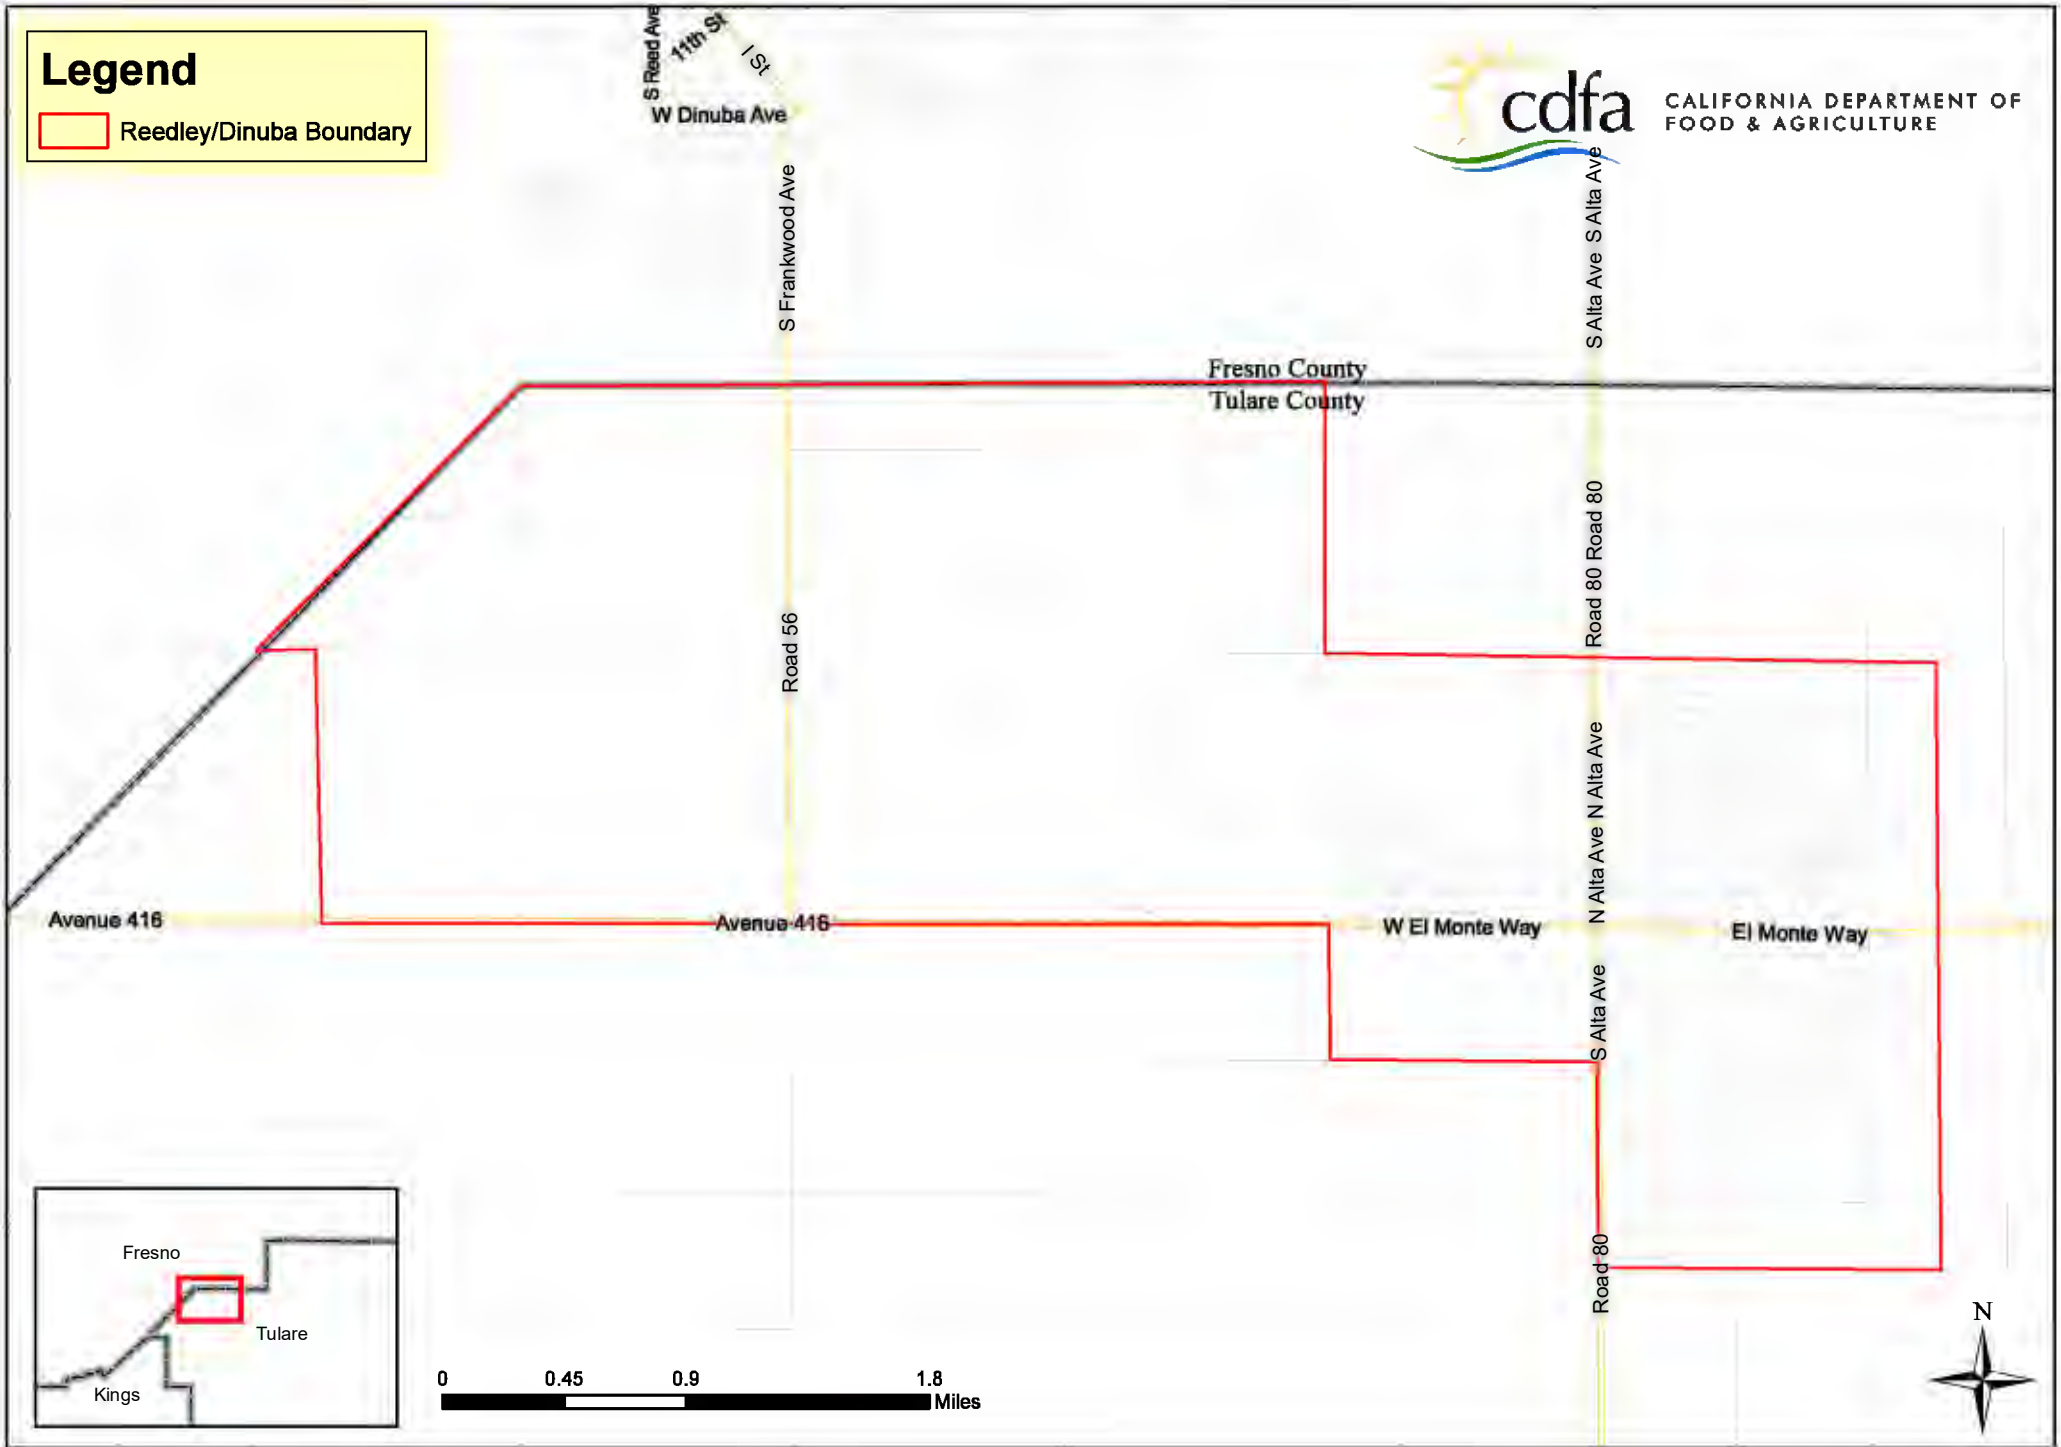 Legend
Reedley/Dinuba Boundary
S Reed Ave
11th St
I St
W Dinuba Ave
cdfa
CALIFORNIA DEPARTMENT OF
FOOD & AGRICULTURE
S Frankwood Ave
S Alta Ave S Alta Ave
Fresno County
Tulare County
Road 80 Road 80
Road 56
N Alta Ave N Alta Ave
Avenue 416
Avenue 416
W El Monte Way
El Monte Way
S Alta Ave
Road 80
Fresno
Tulare
Kings
0 0.45 0.9 1.8
Miles
N